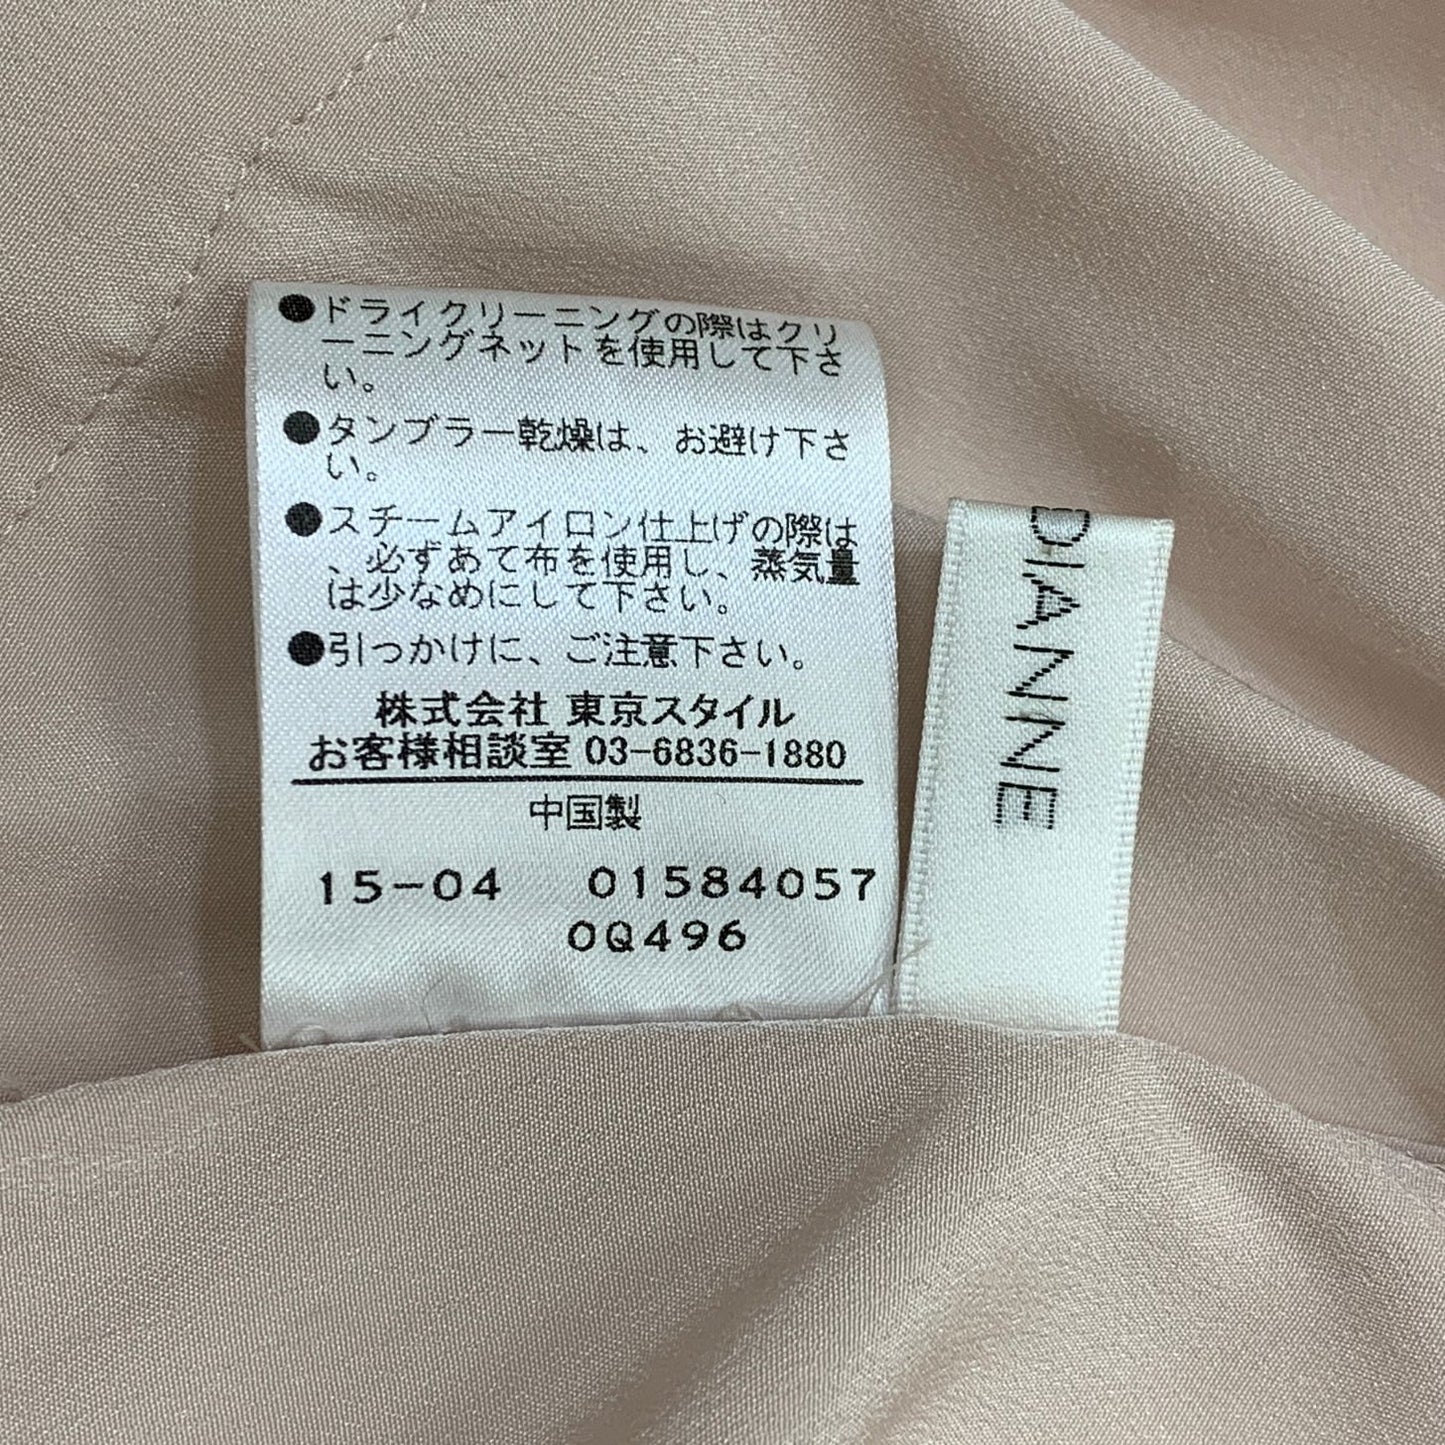 ●ドライクリーニングの際はクリ
ーニングネットを使用して下さ
い。
●タンブラー乾燥は、お避け下さ
い。
●スチームアイロン仕上げの際は
、必ずあて布を使用し、蒸気量
は少なめにして下さい。
●引っかけに、ご注意下さい。
株式会社 東京スタイル
お客様相談室 03-6836-1880
中国製
15-04 01584057
0Q496
DIANNE